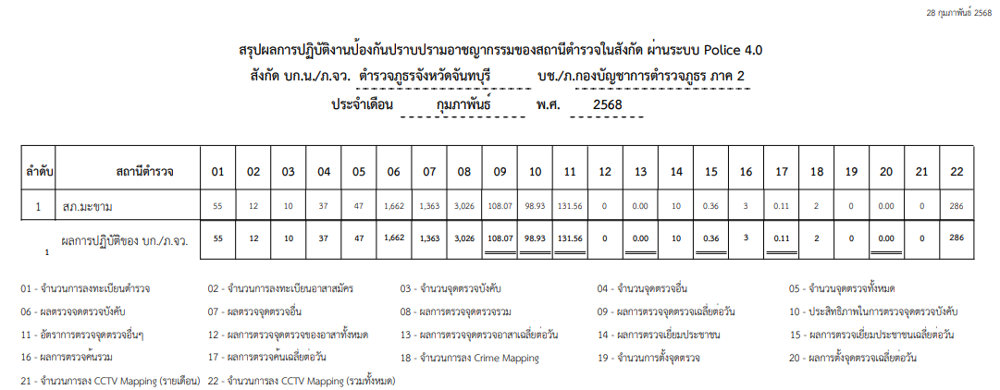 28 กุมภาพันธ์ 2568
สรุปผลการปฏิบัติงานป้องกันปราบปรามอาชญากรรมของสถานีตำรวจในสังกัด ผ่านระบบ Police 4.0
สังกัด บก.น./ภ.จว. ตำรวจภูธรจังหวัดจันทบุรี บช./ภ.กองบัญชาการตำรวจภูธร ภาค 2
ประจำเดือน กุมภาพันธ์ พ.ศ. 2568
ลำดับ สถานีตำรวจ 01 02 03 04 05 06 07 08 09 10 11 12 13 14 15 16 17 18 19 20 21 22
1 สภ.มะขาม 55 12 10 37 47 1,662 1,363 3,026 108.07 98.93 131.56 0 0.00 10 0.36 3 0.11 2 0 0.00 0 286
1 ผลการปฏิบัติของ บก./ภ.จว. 55 12 10 37 47 1,662 1,363 3,026 108.07 98.93 131.56 0 0.00 10 0.36 3 0.11 2 0 0.00 0 286
01 - จำนวนการลงทะเบียนตำรวจ 02 - จำนวนการลงทะเบียนอาสาสมัคร 03 - จำนวนจุดตรวจบังคับ 04 - จำนวนจุดตรวจอื่น 05 - จำนวนจุดตรวจทั้งหมด
06 - ผลตรวจจุดตรวจบังคับ 07 - ผลตรวจจุดตรวจอื่น 08 - ผลการตรวจจุดตรวจรวม 09 - ผลการตรวจจุดตรวจเฉลี่ยต่อวัน 10 - ประสิทธิภาพในการตรวจจุดตรวจบังคับ
11 - อัตราการตรวจจุดตรวจอื่นๆ 12 - ผลการตรวจจุดตรวจของอาสาทั้งหมด 13 - ผลการตรวจจุดตรวจอาสาเฉลี่ยต่อวัน 14 - ผลการตรวจเยี่ยมประชาชน 15 - ผลการตรวจเยี่ยมประชาชนเฉลี่ยต่อวัน
16 - ผลการตรวจค้นรวม 17 - ผลการตรวจค้นเฉลี่ยต่อวัน 18 - จำนวนการลง Crime Mapping 19 - จำนวนการตั้งจุดตรวจ 20 - ผลการตั้งจุดตรวจเฉลี่ยต่อวัน
21 - จำนวนการลง CCTV Mapping (รายเดือน) 22 - จำนวนการลง CCTV Mapping (รวมทั้งหมด)